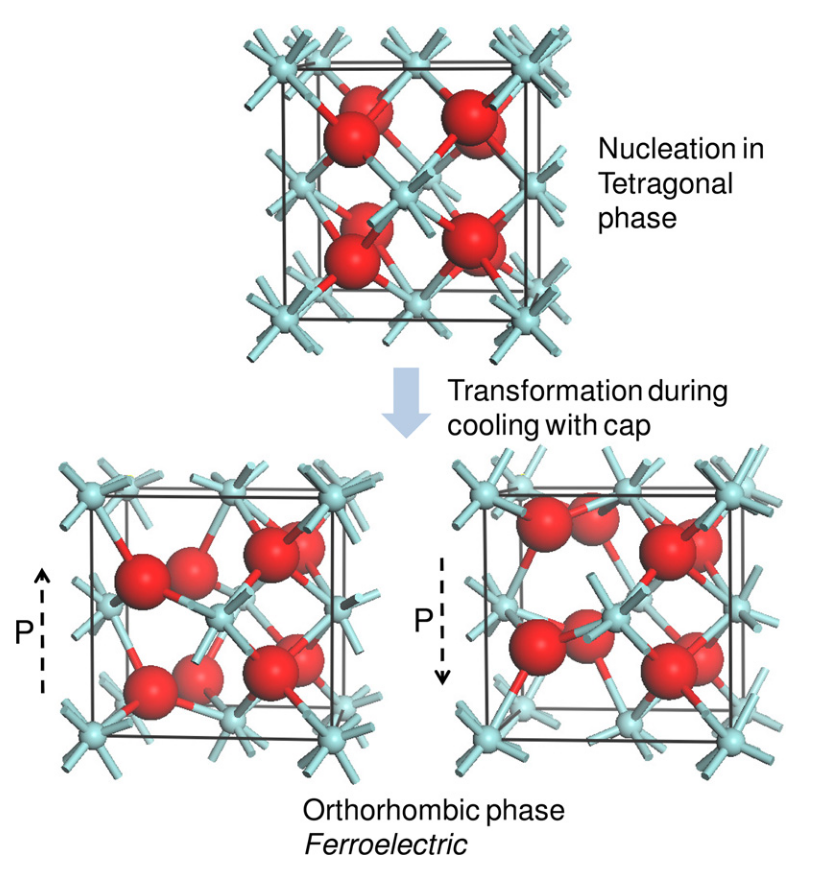 Nucleation in
Tetragonal
phase
Transformation during
cooling with cap
P
P
Orthorhombic phase
Ferroelectric